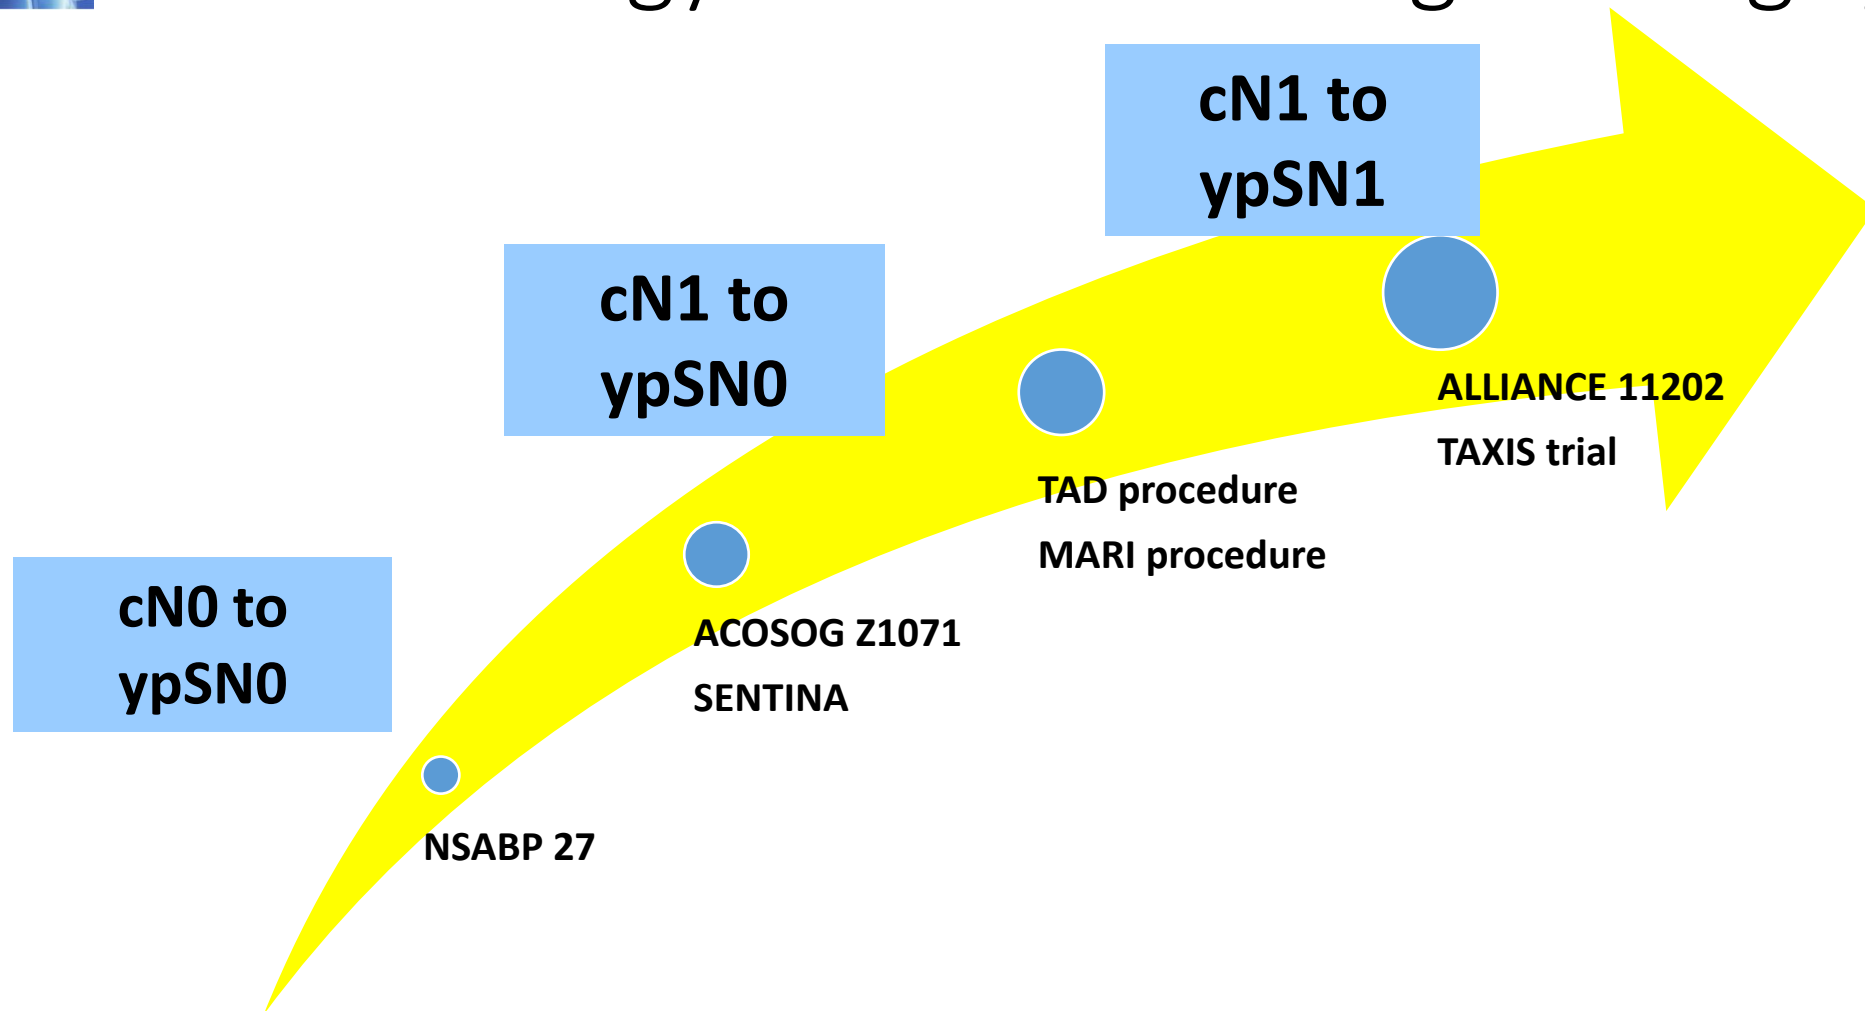 cN1 to
ypSN1
cN1 to
ypSN0
cN0 to
ypSN0
ALLIANCE 11202
TAXIS trial
TAD procedure
MARI procedure
ACOSOG Z1071
SENTINA
NSABP 27